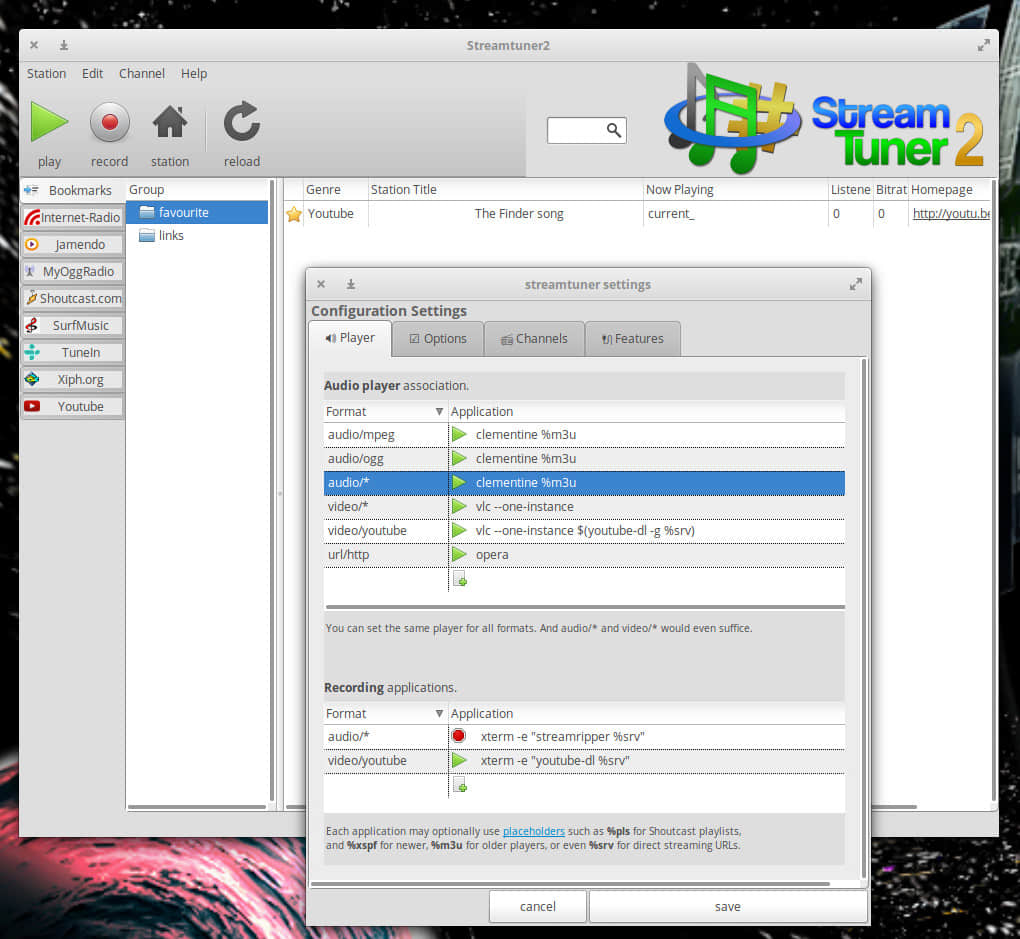 Streamtuner2
Station Edit Channel Help
play record station reload
Stream
Tuner 2
Bookmarks
Internet-Radio
Jamendo
MyOggRadio
Shoutcast.com
SurfMusic
TuneIn
Xiph.org
Youtube
Group
favourite
links
Genre Station Title Now Playing Listene Bitrat Homepage
Youtube The Finder song current_ 0 0 http://youtu.be
streamtuner settings
Configuration Settings
Player Options Channels Features
Audio player association.
Format Application
audio/mpeg clementine %m3u
audio/ogg clementine %m3u
audio/* clementine %m3u
video/* vlc --one-instance
video/youtube vlc --one-instance $(youtube-dl -g %srv)
url/http opera
You can set the same player for all formats. And audio/* and video/* would even suffice.
Recording applications.
Format Application
audio/* xterm -e "streamripper %srv"
video/youtube xterm -e "youtube-dl %srv"
Each application may optionally use placeholders such as %pls for Shoutcast playlists,
and %xspf for newer, %m3u for older players, or even %srv for direct streaming URLs.
cancel save